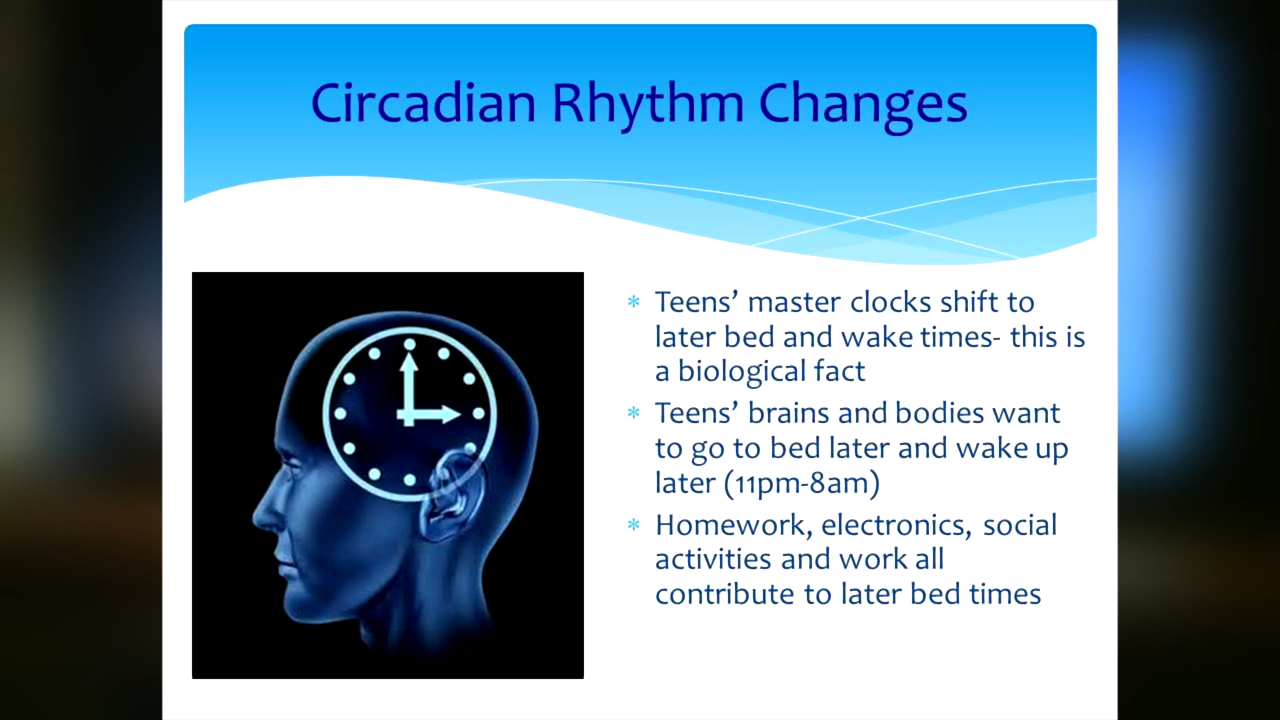 Circadian Rhythm Changes
* Teens’ master clocks shift to
later bed and wake times- this is
a biological fact
* Teens’ brains and bodies want
to go to bed later and wake up
later (11pm-8am)
* Homework, electronics, social
activities and work all
contribute to later bed times